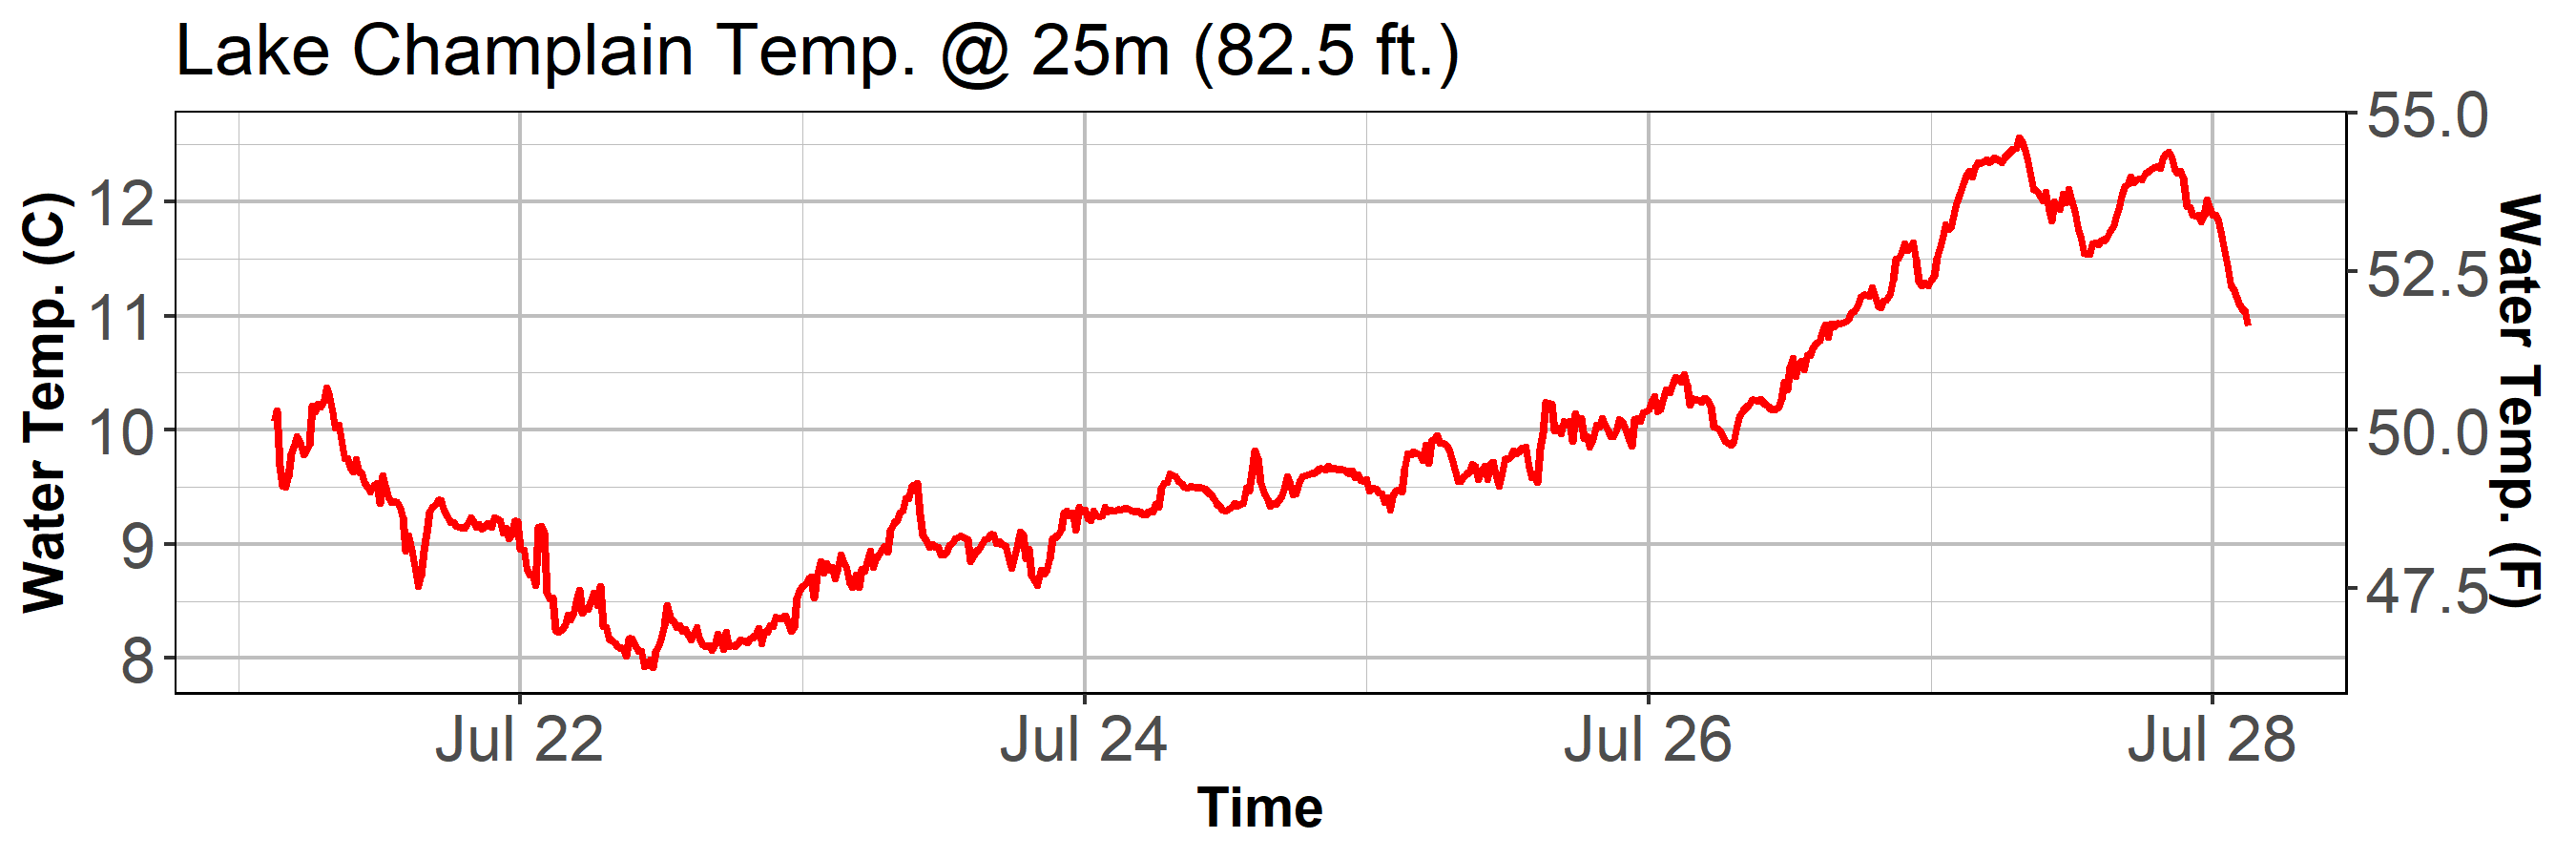 Lake Champlain Temp. @ 25m (82.5 ft.)
Water Temp. (C)
12
11
10
9
8
55.0
52.5
50.0
47.5
Water Temp. (F)
Jul 22
Jul 24
Jul 26
Jul 28
Time